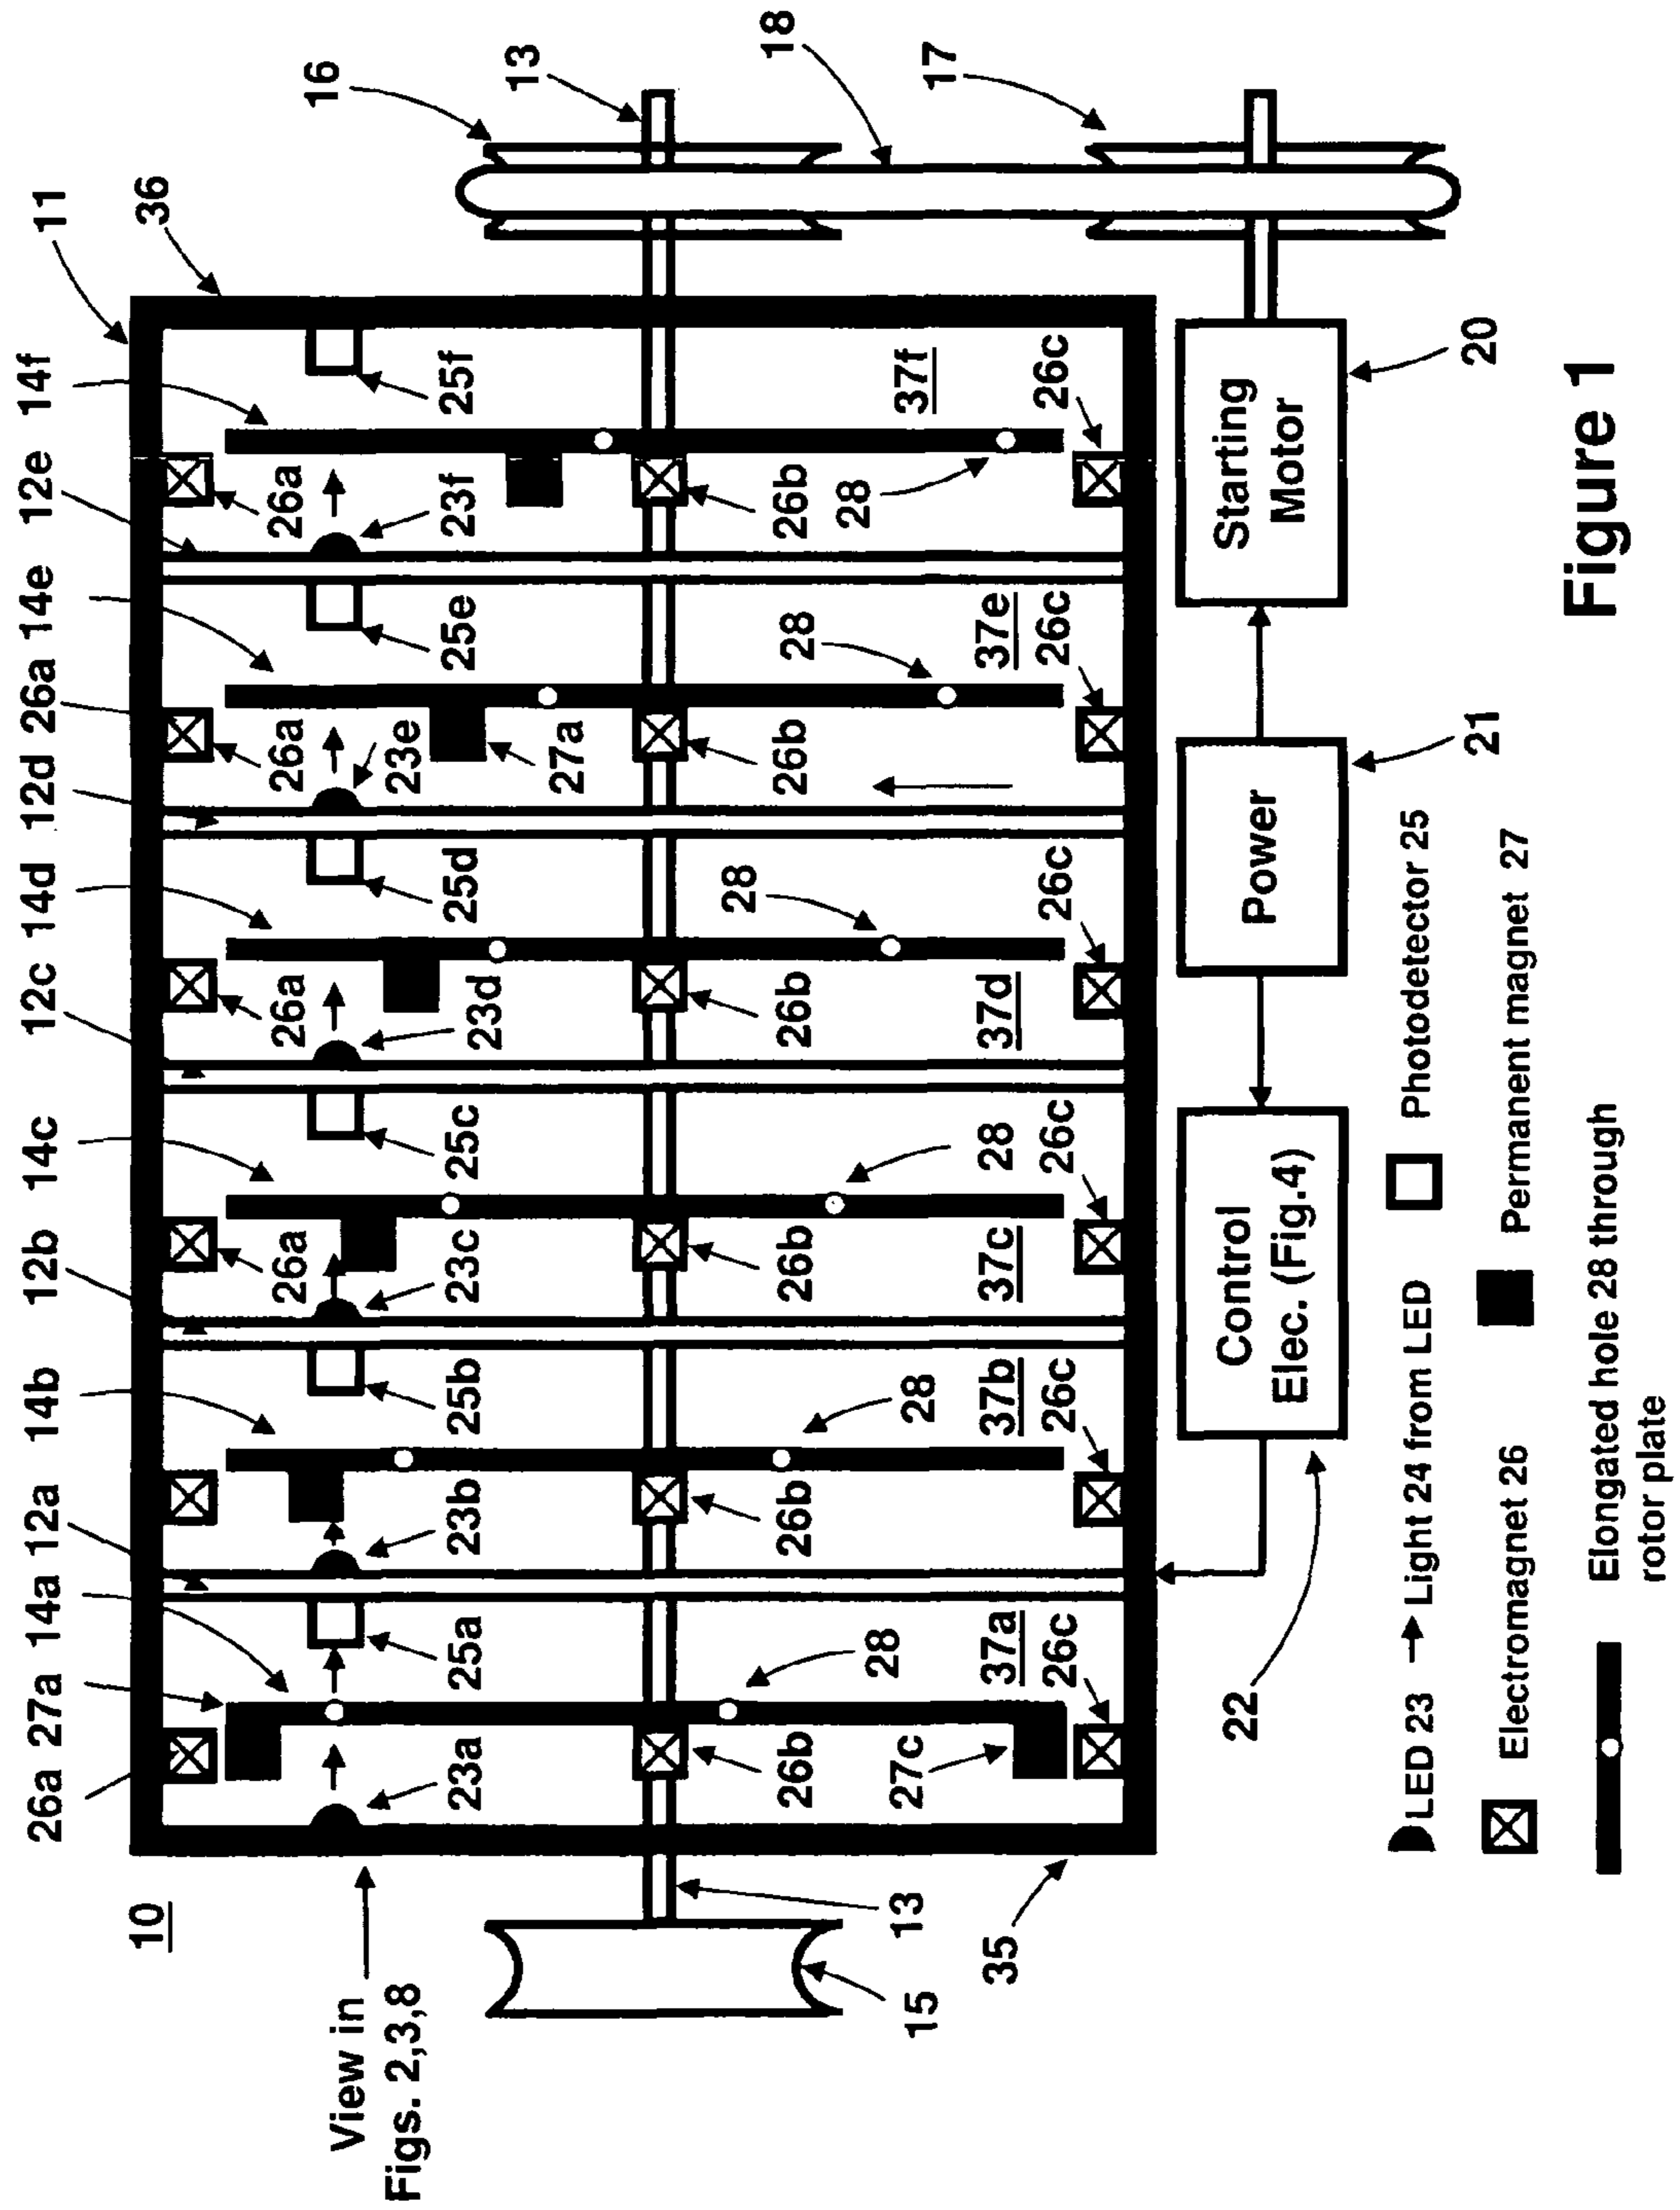 10
View in
Figs. 2,3,8
26a 27a 14a 12a 14b 12b 14c 12c 14d 12d 26a 14e 12e 14f 11
36
16
13
18
17
26a
26a
26a
26a
23a
25a
23b
25b
23c
25c
23d
25d
23e
25e
23f
25f
27a
15
13
35
26b
26b
26b
26b
26b
26b
27c
28
28
28
28
28
28
37a
37b
37c
37d
37e
37f
26c
26c
26c
26c
26c
26c
22
Control
Elec. (Fig.4)
Power
21
Starting
Motor
20
LED 23
Light 24 from LED
Photodetector 25
Electromagnet 26
Permanent magnet 27
Elongated hole 28 through
rotor plate
Figure 1